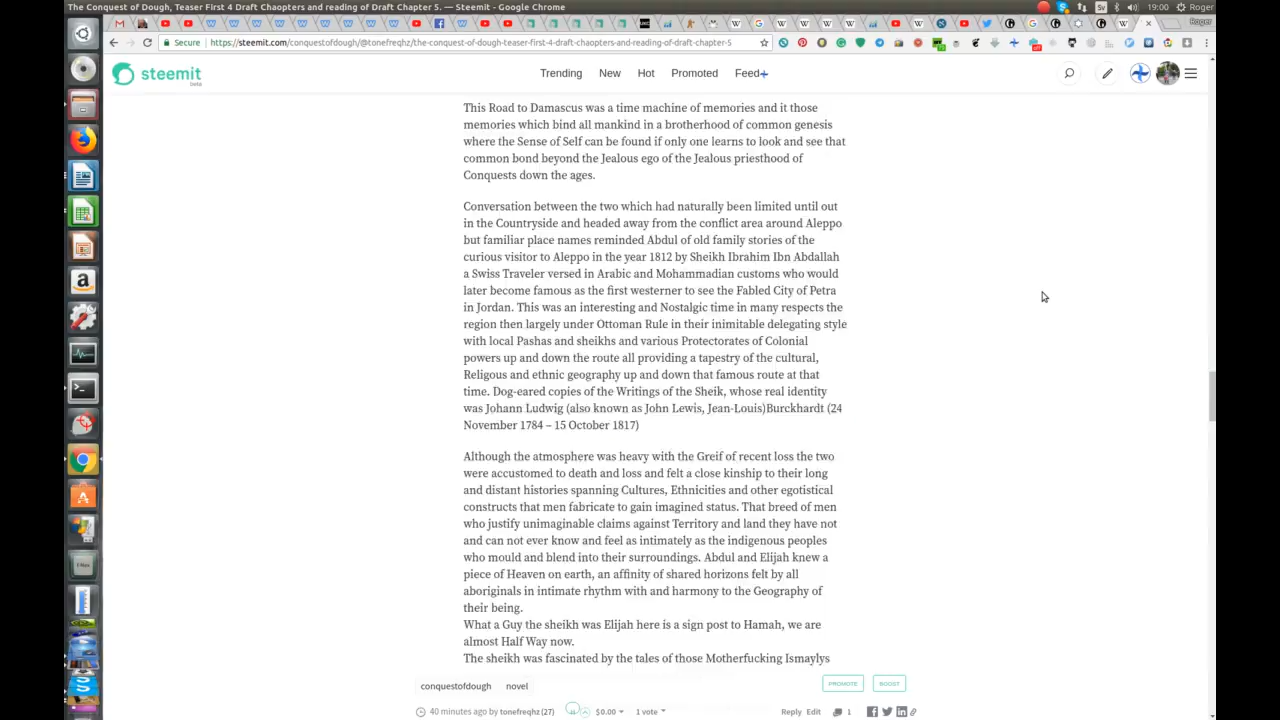 The Conquest of Dough, Teaser First 4 Draft Chaopters and reading of Draft Chapter 5. — Steemit - Google Chrome
Sv
19:00
Roger
Roger
Secure
https://steemit.com/conquestofdough/@tonefreqhz/the-conquest-of-dough-teaser-first-4-draft-chaopters-and-reading-of-draft-chapter-5
steemit
beta
Trending
New
Hot
Promoted
Feed
This Road to Damascus was a time machine of memories and it those
memories which bind all mankind in a brotherhood of common genesis
where the Sense of Self can be found if only one learns to look and see that
common bond beyond the Jealous ego of the Jealous priesthood of
Conquests down the ages.
Conversation between the two which had naturally been limited until out
in the Countryside and headed away from the conflict area around Aleppo
but familiar place names reminded Abdul of old family stories of the
curious visitor to Aleppo in the year 1812 by Sheikh Ibrahim Ibn Abdallah
a Swiss Traveler versed in Arabic and Mohammadian customs who would
later become famous as the first westerner to see the Fabled City of Petra
in Jordan. This was an interesting and Nostalgic time in many respects the
region then largely under Ottoman Rule in their inimitable delegating style
with local Pashas and sheikhs and various Protectorates of Colonial
powers up and down the route all providing a tapestry of the cultural,
Religous and ethnic geography up and down that famous route at that
time. Dog-eared copies of the Writings of the Sheik, whose real identity
was Johann Ludwig (also known as John Lewis, Jean-Louis)Burckhardt (24
November 1784 – 15 October 1817)
Although the atmosphere was heavy with the Greif of recent loss the two
were accustomed to death and loss and felt a close kinship to their long
and distant histories spanning Cultures, Ethnicities and other egotistical
constructs that men fabricate to gain imagined status. That breed of men
who justify unimaginable claims against Territory and land they have not
and can not ever know and feel as intimately as the indigenous peoples
who mould and blend into their surroundings. Abdul and Elijah knew a
piece of Heaven on earth, an affinity of shared horizons felt by all
aboriginals in intimate rhythm with and harmony to the Geography of
their being.
What a Guy the sheikh was Elijah here is a sign post to Hamah, we are
almost Half Way now.
The sheikh was fascinated by the tales of those Motherfucking Ismaylys
conquestofdough
novel
PROMOTE
BOOST
40 minutes ago by tonefreqhz (27)
$0.00
1 vote
Reply
Edit
1